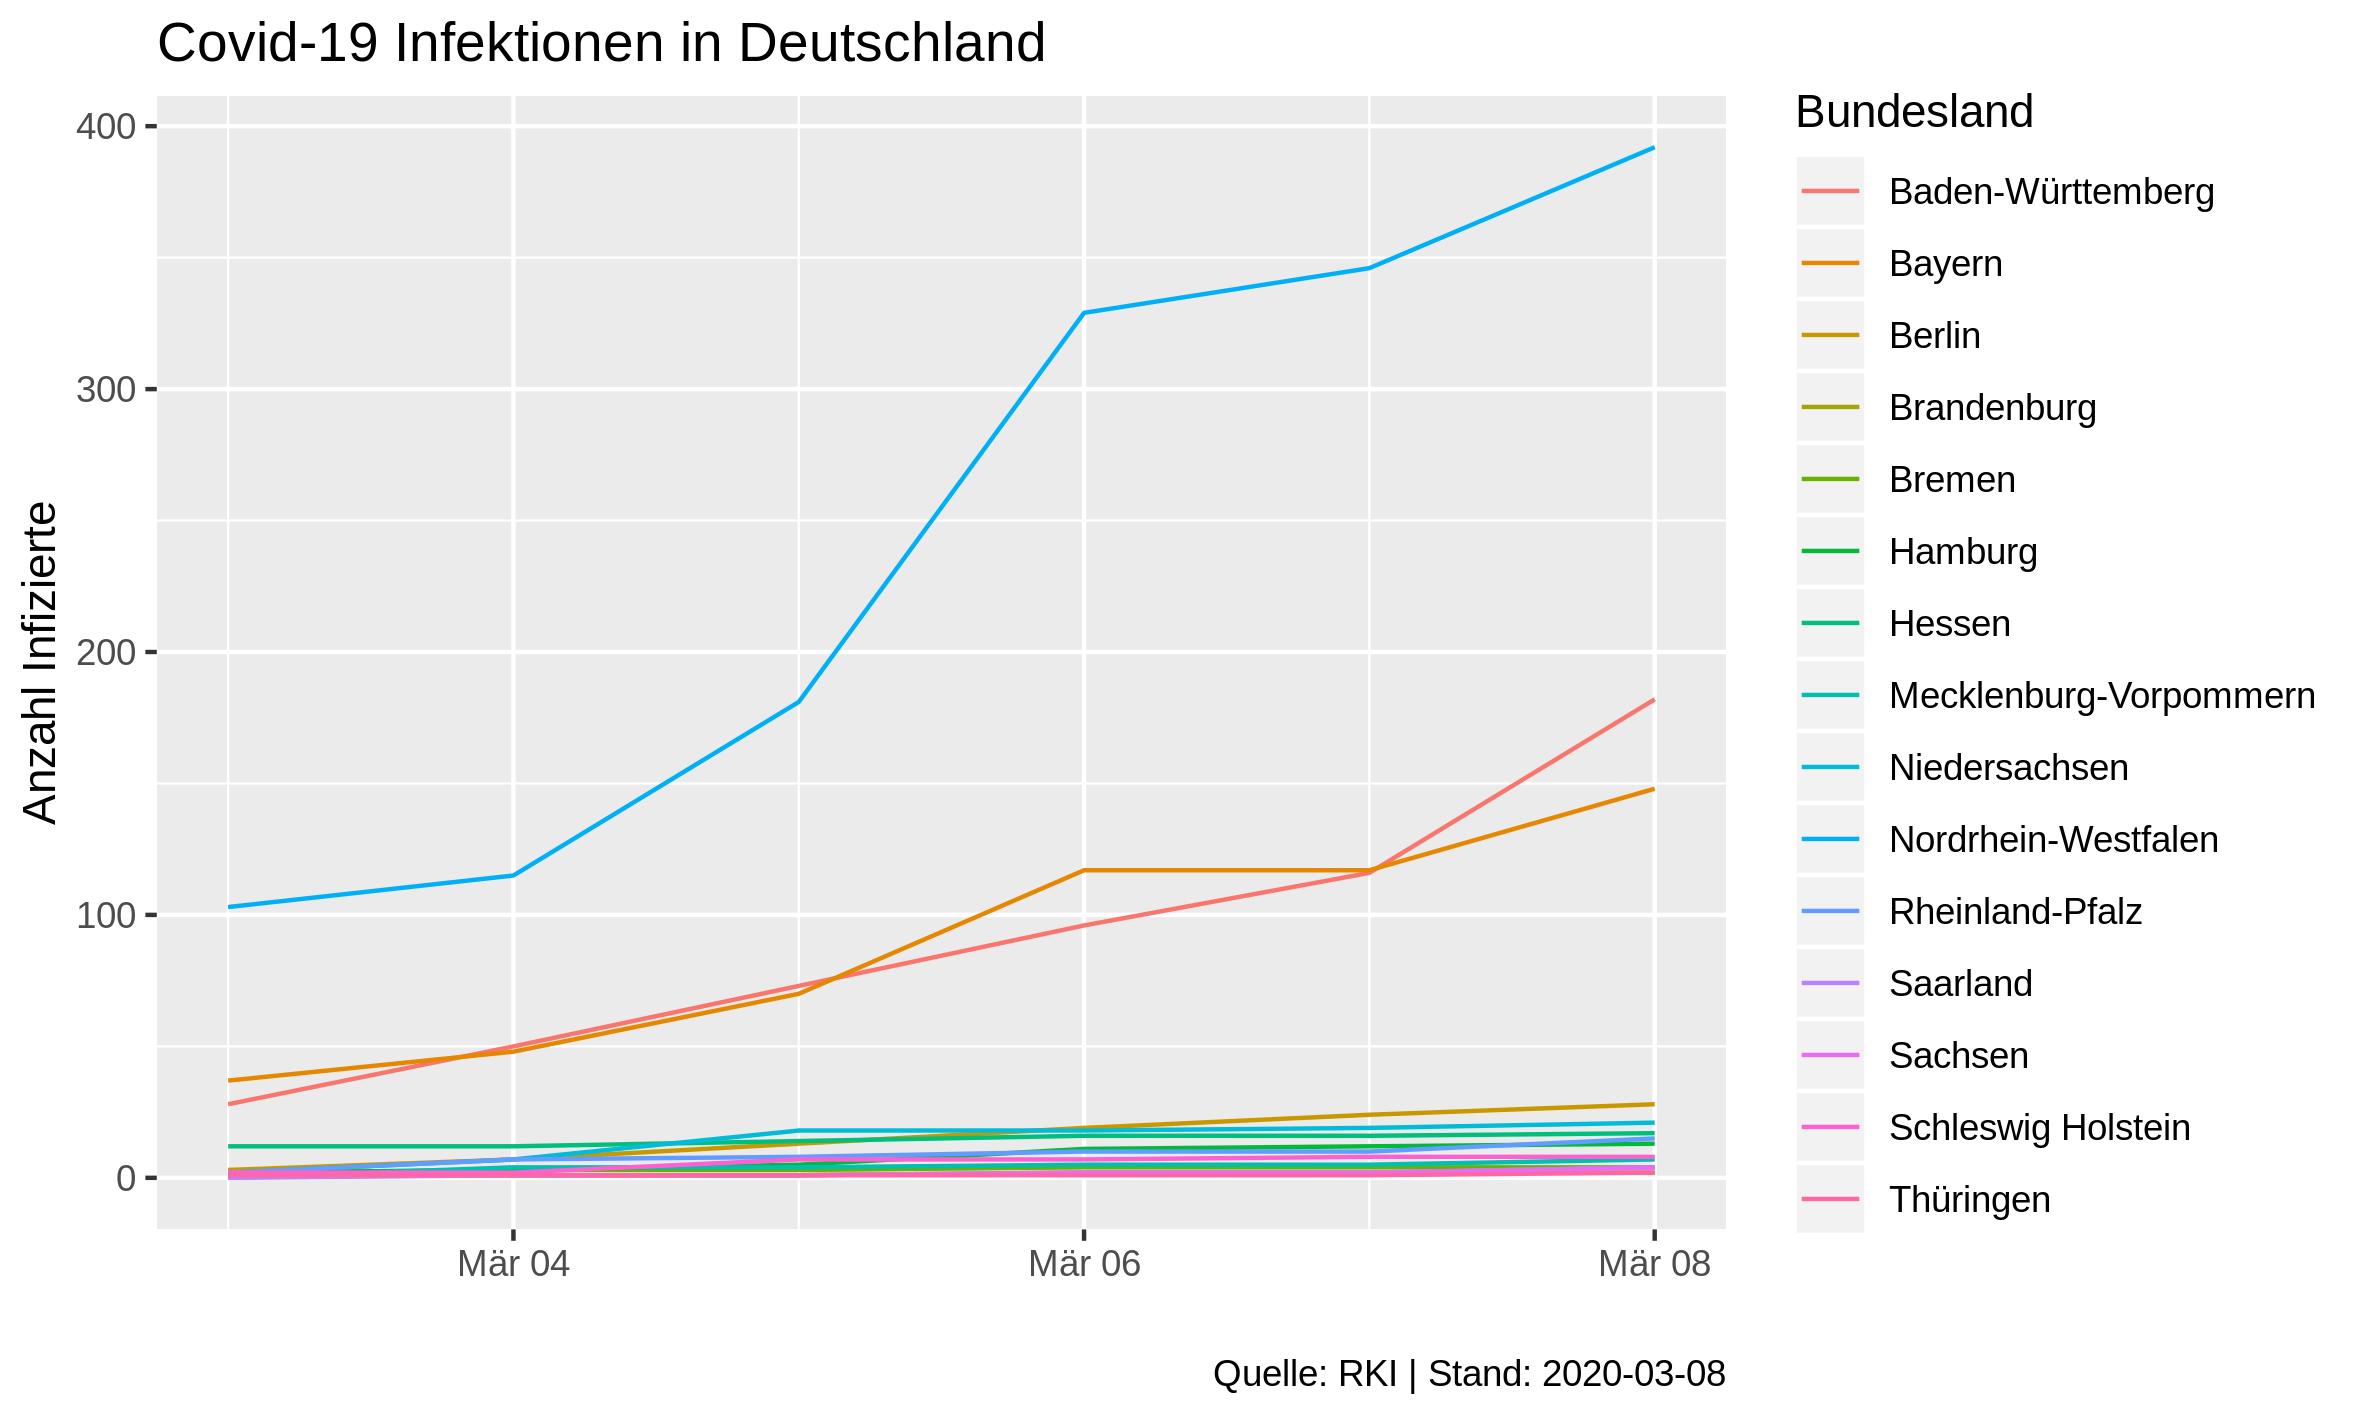 Covid-19 Infektionen in Deutschland
Anzahl Infizierte
400
300
200
100
0
Mär 04
Mär 06
Mär 08
Bundesland
Baden-Württemberg
Bayern
Berlin
Brandenburg
Bremen
Hamburg
Hessen
Mecklenburg-Vorpommern
Niedersachsen
Nordrhein-Westfalen
Rheinland-Pfalz
Saarland
Sachsen
Schleswig Holstein
Thüringen
Quelle: RKI | Stand: 2020-03-08